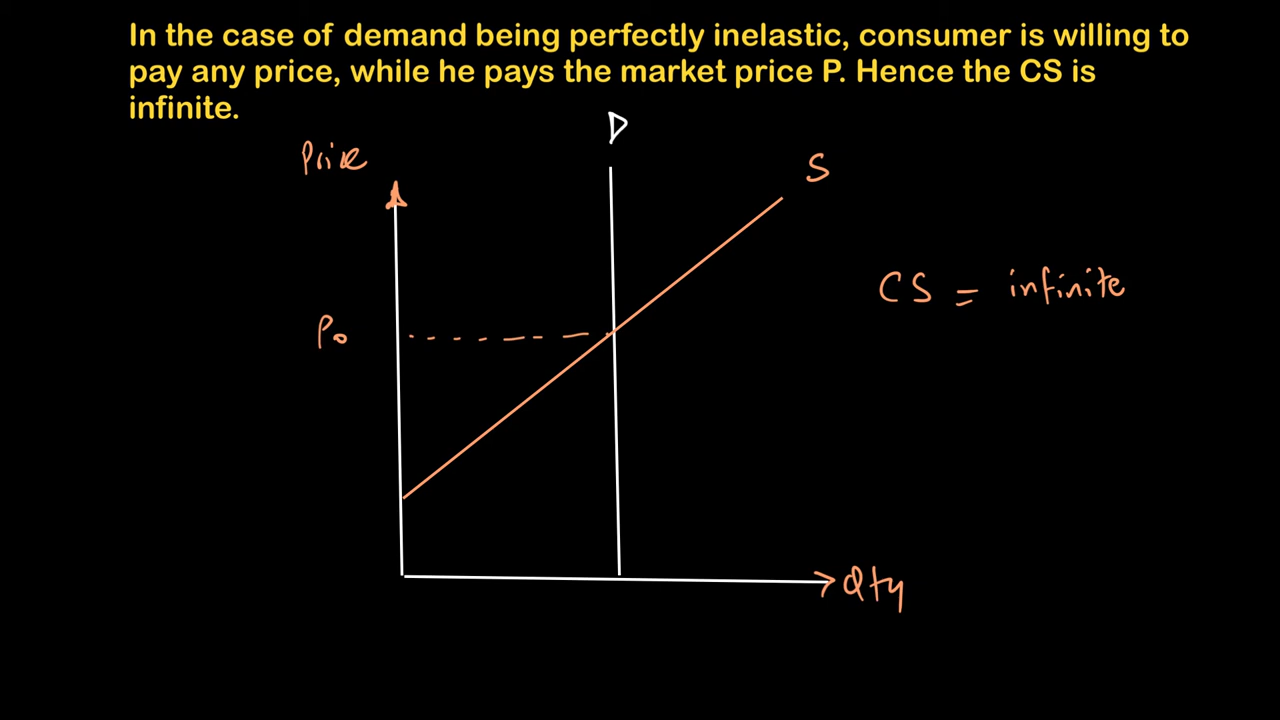 In the case of demand being perfectly inelastic, consumer is willing to
pay any price, while he pays the market price P. Hence the CS is
infinite.
D
Price
S
CS = infinite
Po
Qty